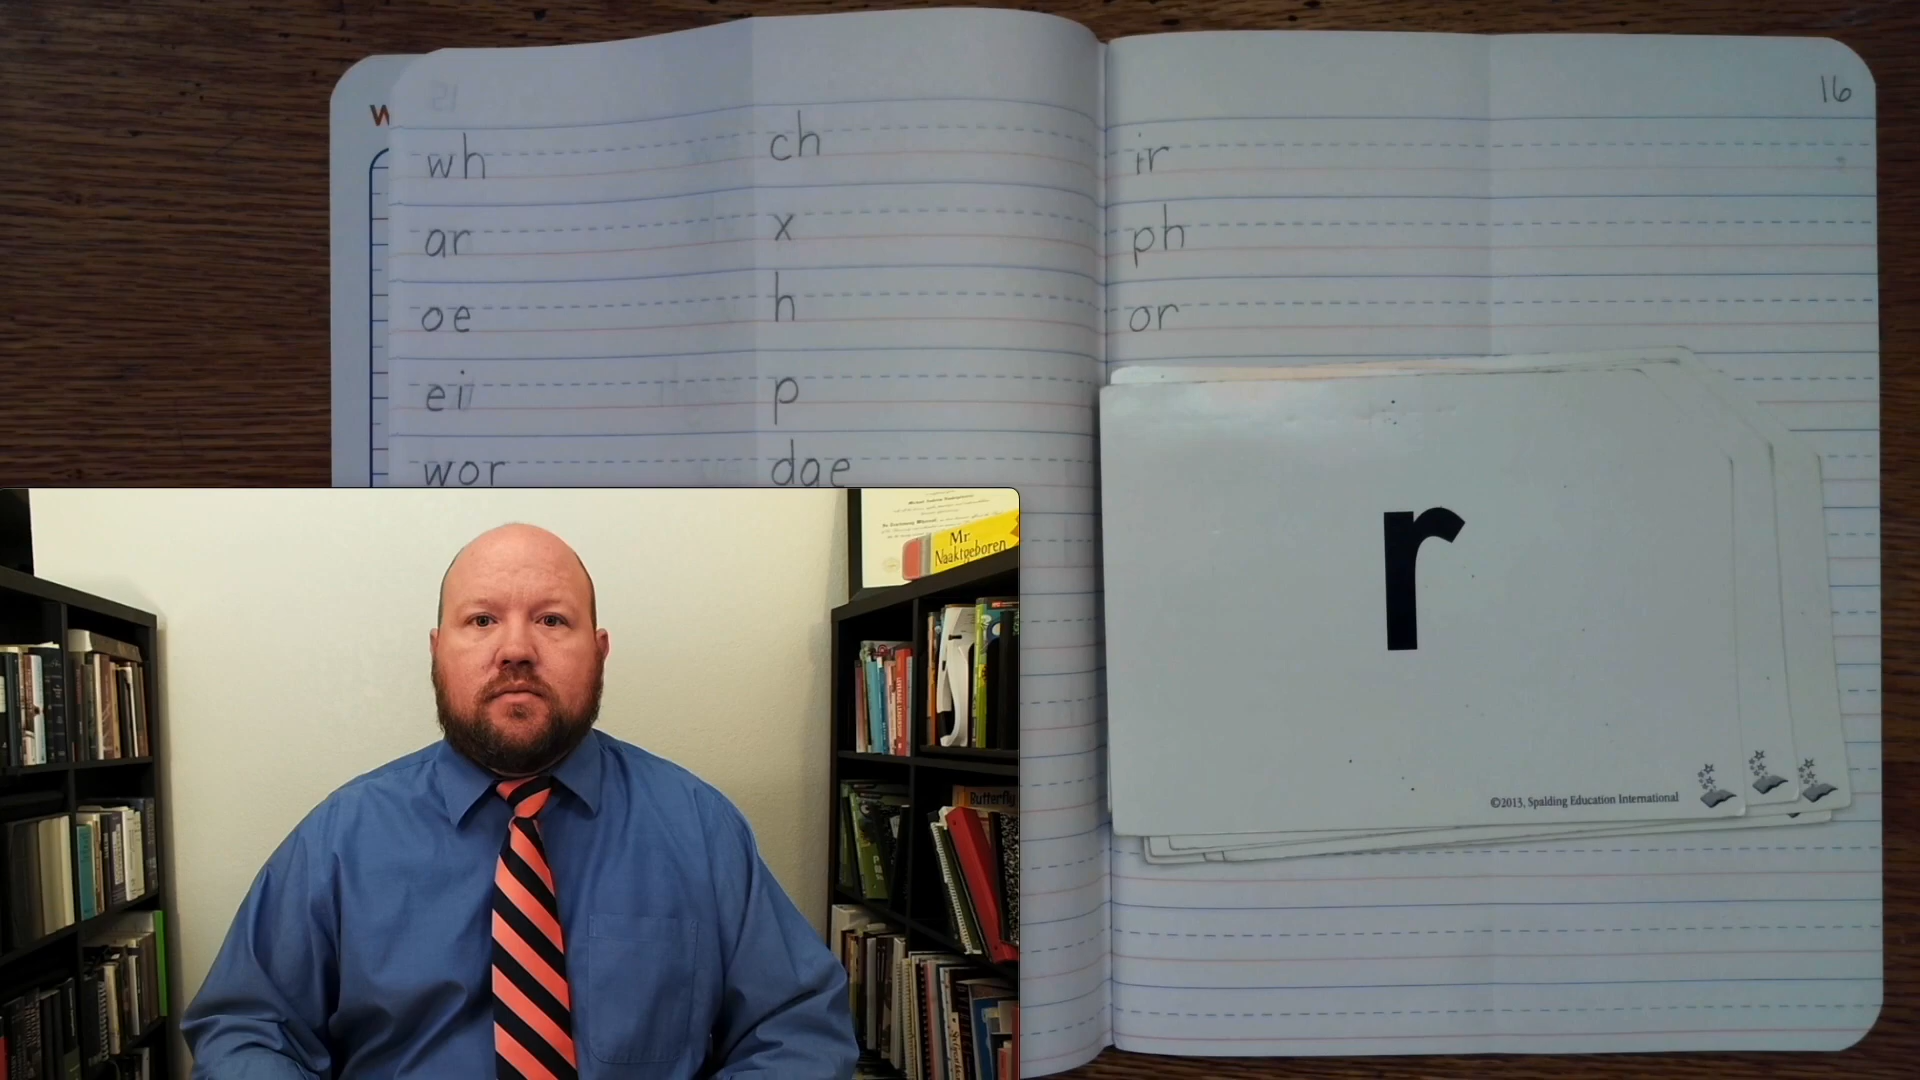 W
wh
ar
oe
ei
wor
ch
x
h
p
dge
16
ir
ph
or
r
©2013, Spalding Education International
Mr.
Naaktgeboren
Butterfly